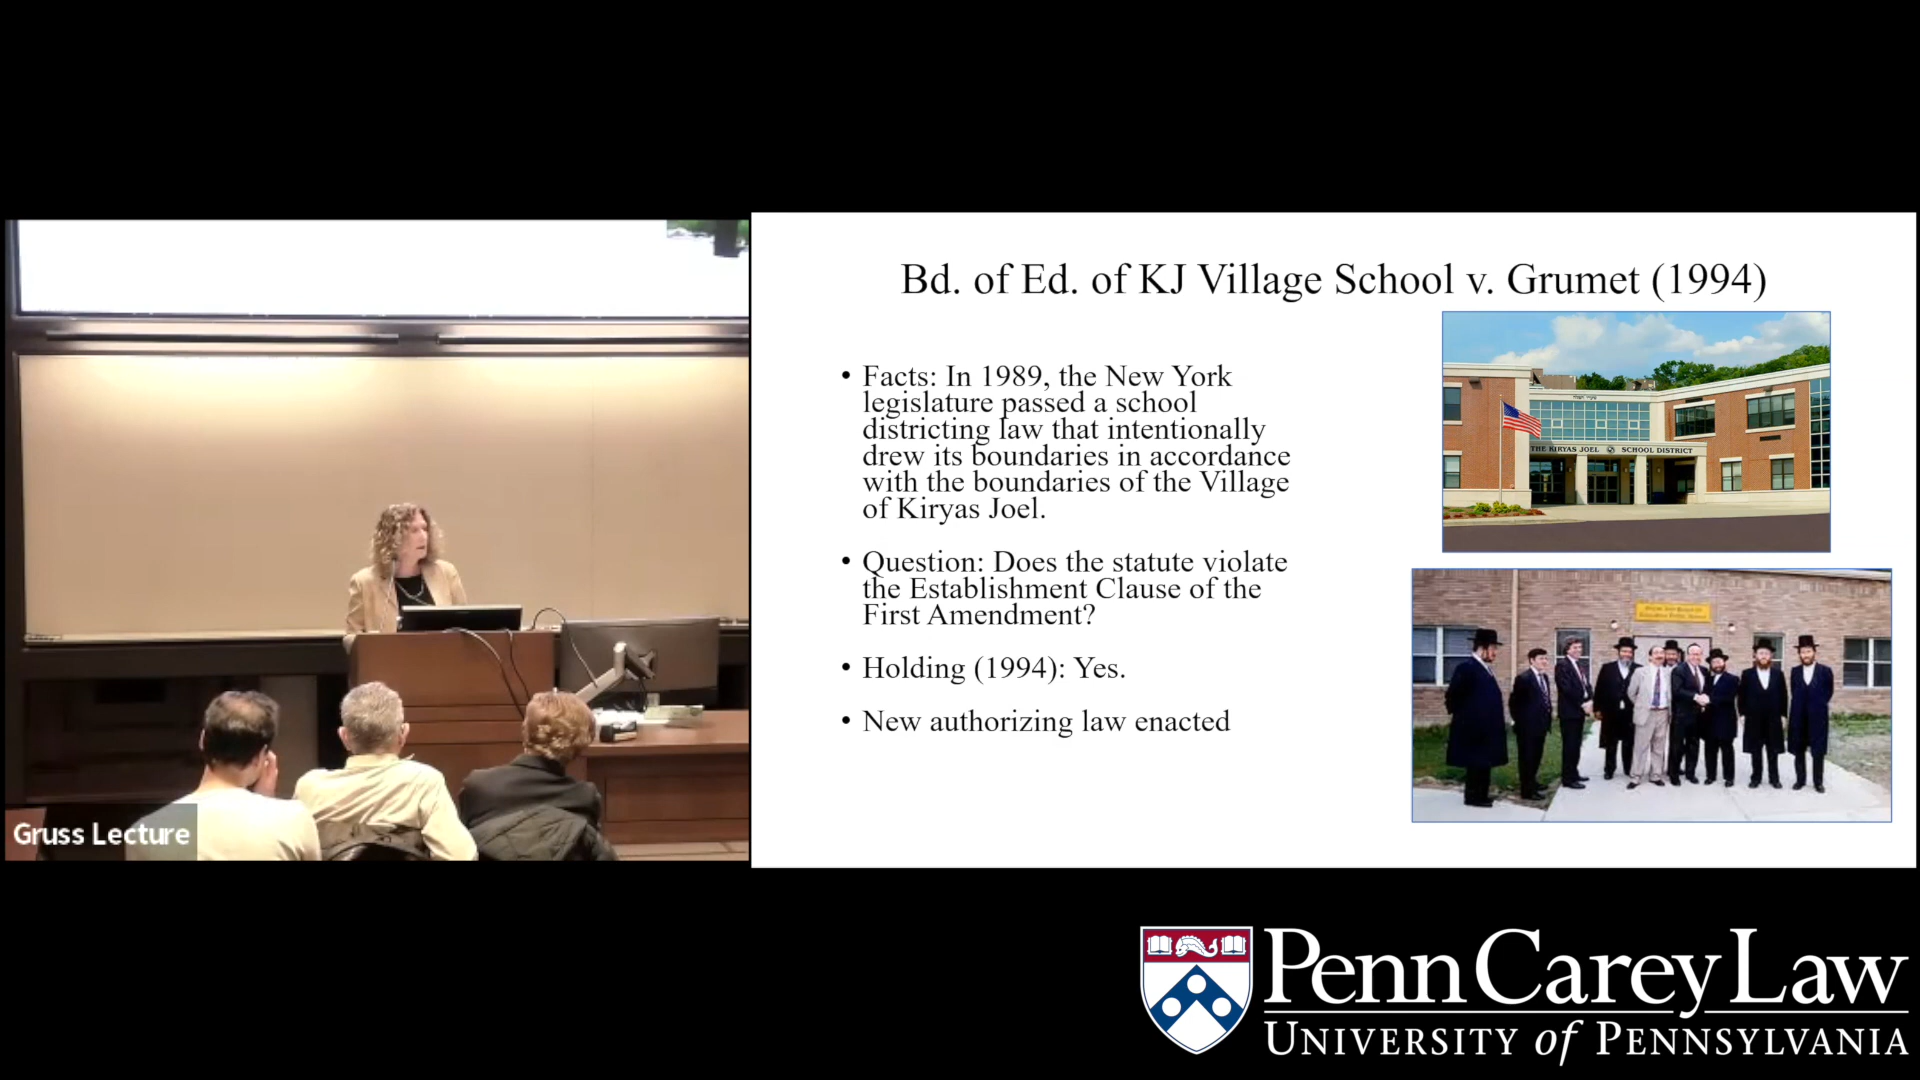 Bd. of Ed. of KJ Village School v. Grumet (1994)
• Facts: In 1989, the New York
legislature passed a school
districting law that intentionally
drew its boundaries in accordance
with the boundaries of the Village
of Kiryas Joel.
• Question: Does the statute violate
the Establishment Clause of the
First Amendment?
• Holding (1994): Yes.
• New authorizing law enacted
THE KIRYAS JOEL SCHOOL DISTRICT
Gruss Lecture
Penn Carey Law
UNIVERSITY of PENNSYLVANIA